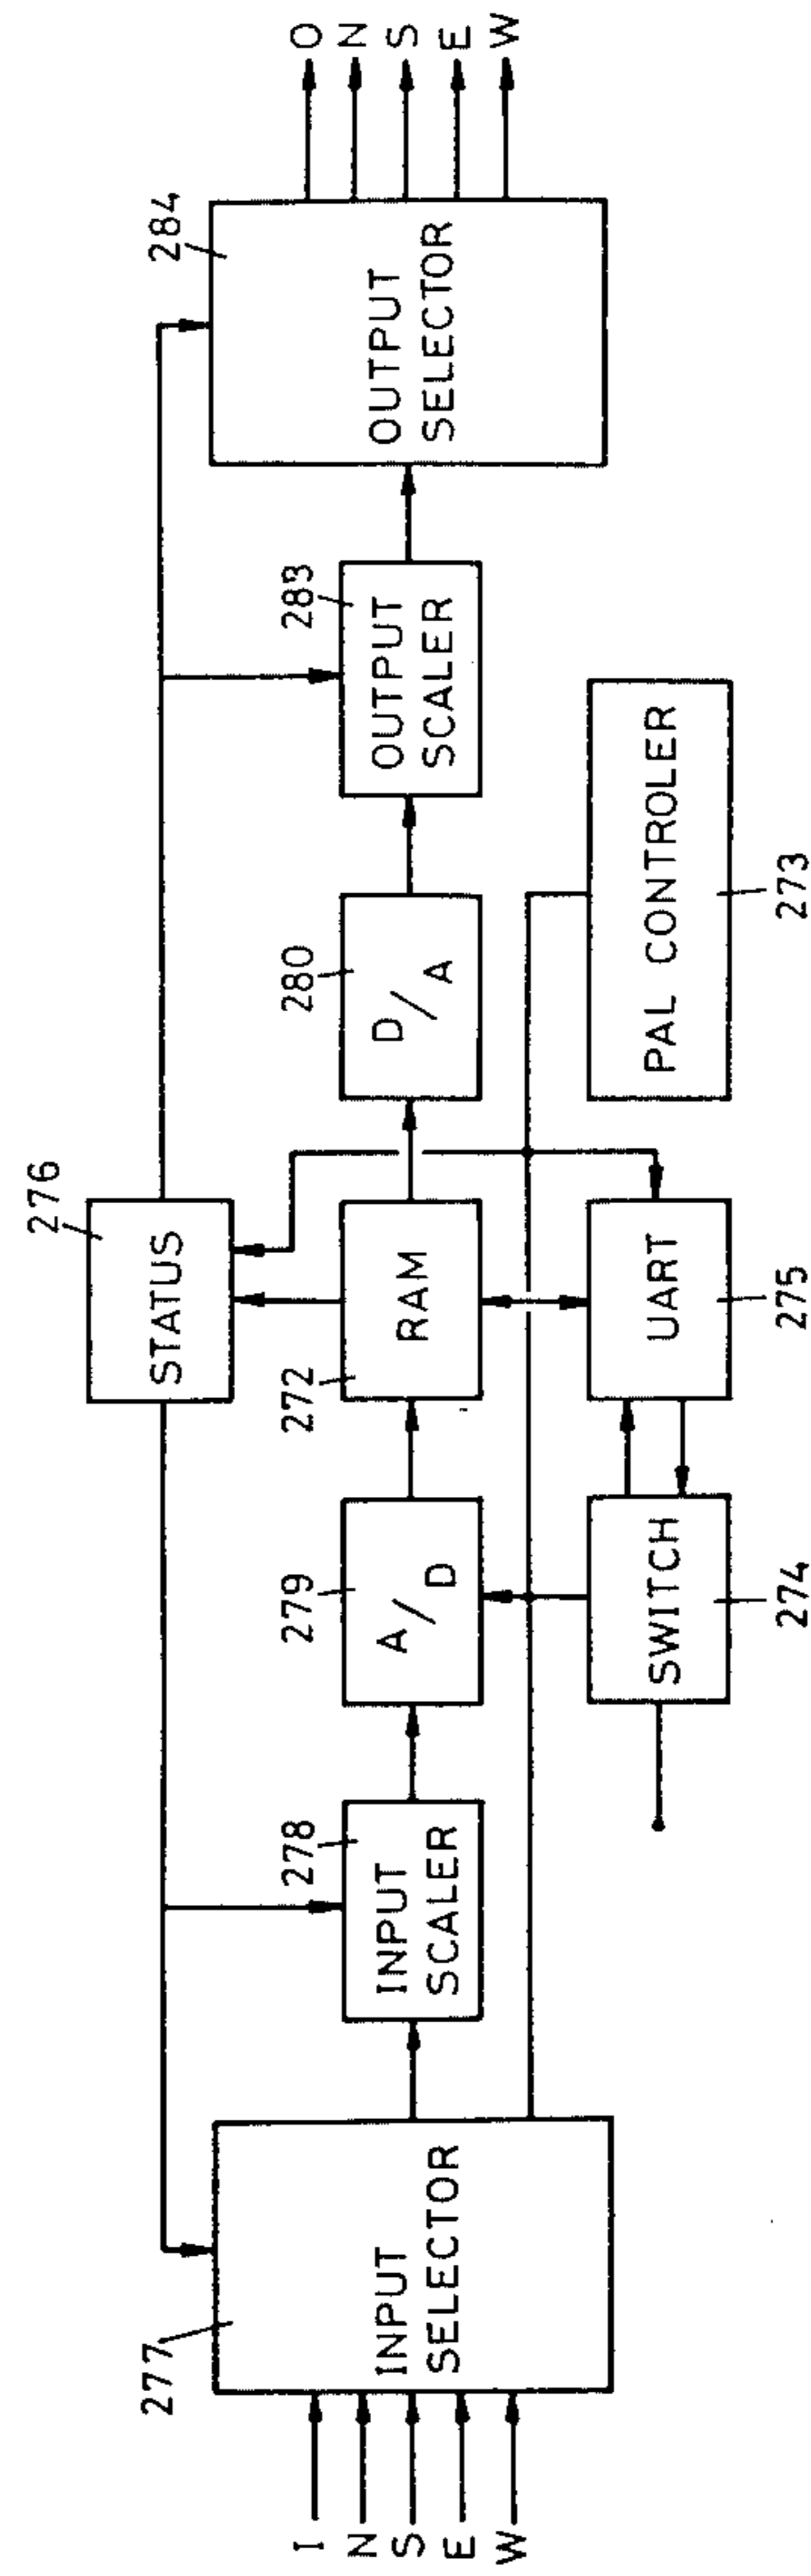 276
STATUS
277
INPUT
SELECTOR
I
N
S
E
W
278
INPUT
SCALER
279
A/D
272
RAM
280
D/A
283
OUTPUT
SCALER
284
OUTPUT
SELECTOR
O
N
S
E
W
SWITCH
274
UART
275
PAL CONTROLER
273